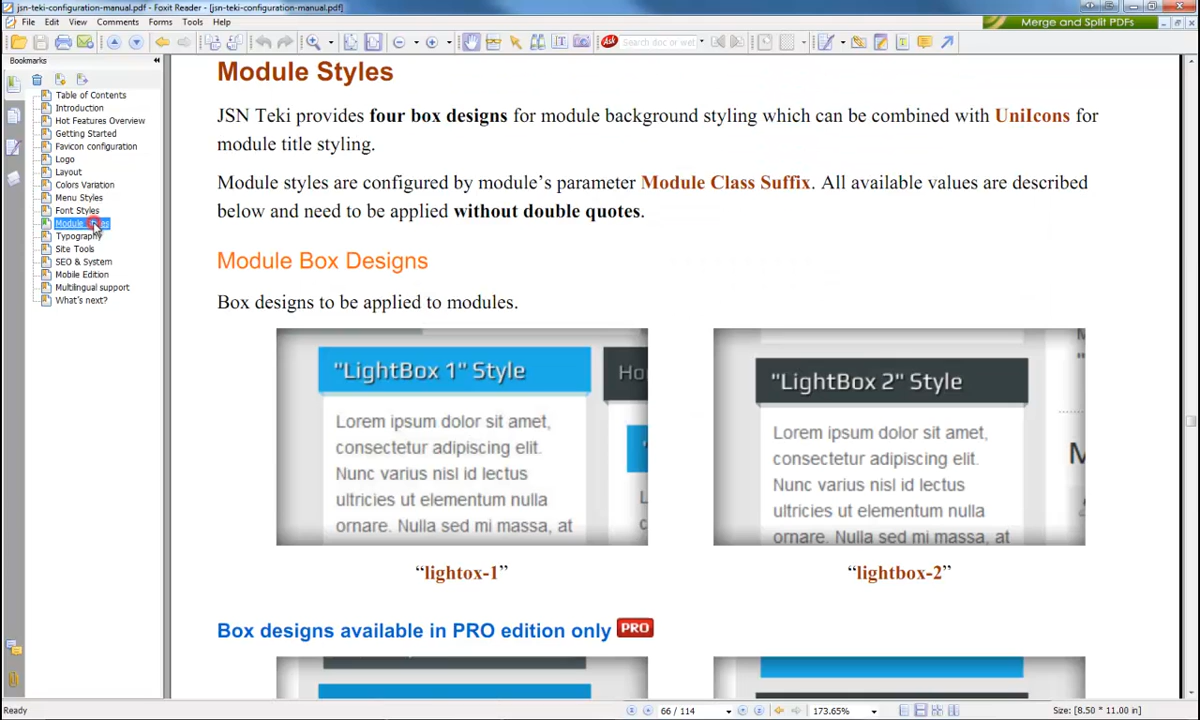 jsn-teki-configuration-manual.pdf - Foxit Reader - [jsn-teki-configuration-manual.pdf]
File Edit View Comments Forms Tools Help
Merge and Split PDFs
Ask Search doc or wet
Bookmarks
Table of Contents
Introduction
Hot Features Overview
Getting Started
Favicon configuration
Logo
Layout
Colors Variation
Menu Styles
Font Styles
Module
Typography
Site Tools
SEO & System
Mobile Edition
Multilingual support
What's next?
Module Styles
JSN Teki provides four box designs for module background styling which can be combined with UniIcons for
module title styling.
Module styles are configured by module's parameter Module Class Suffix. All available values are described
below and need to be applied without double quotes.
Module Box Designs
Box designs to be applied to modules.
"LightBox 1" Style
Ho
Lorem ipsum dolor sit amet,
consectetur adipiscing elit.
Nunc varius nisl id lectus
ultricies ut elementum nulla
ornare. Nulla sed mi massa, at
"LightBox 2" Style
Lorem ipsum dolor sit amet,
consectetur adipiscing elit.
Nunc varius nisl id lectus
ultricies ut elementum nulla
ornare. Nulla sed mi massa, at
M
“lightox-1”
“lightbox-2”
Box designs available in PRO edition only PRO
Ready
66 / 114
173.65%
Size: [8.50 * 11.00 in]